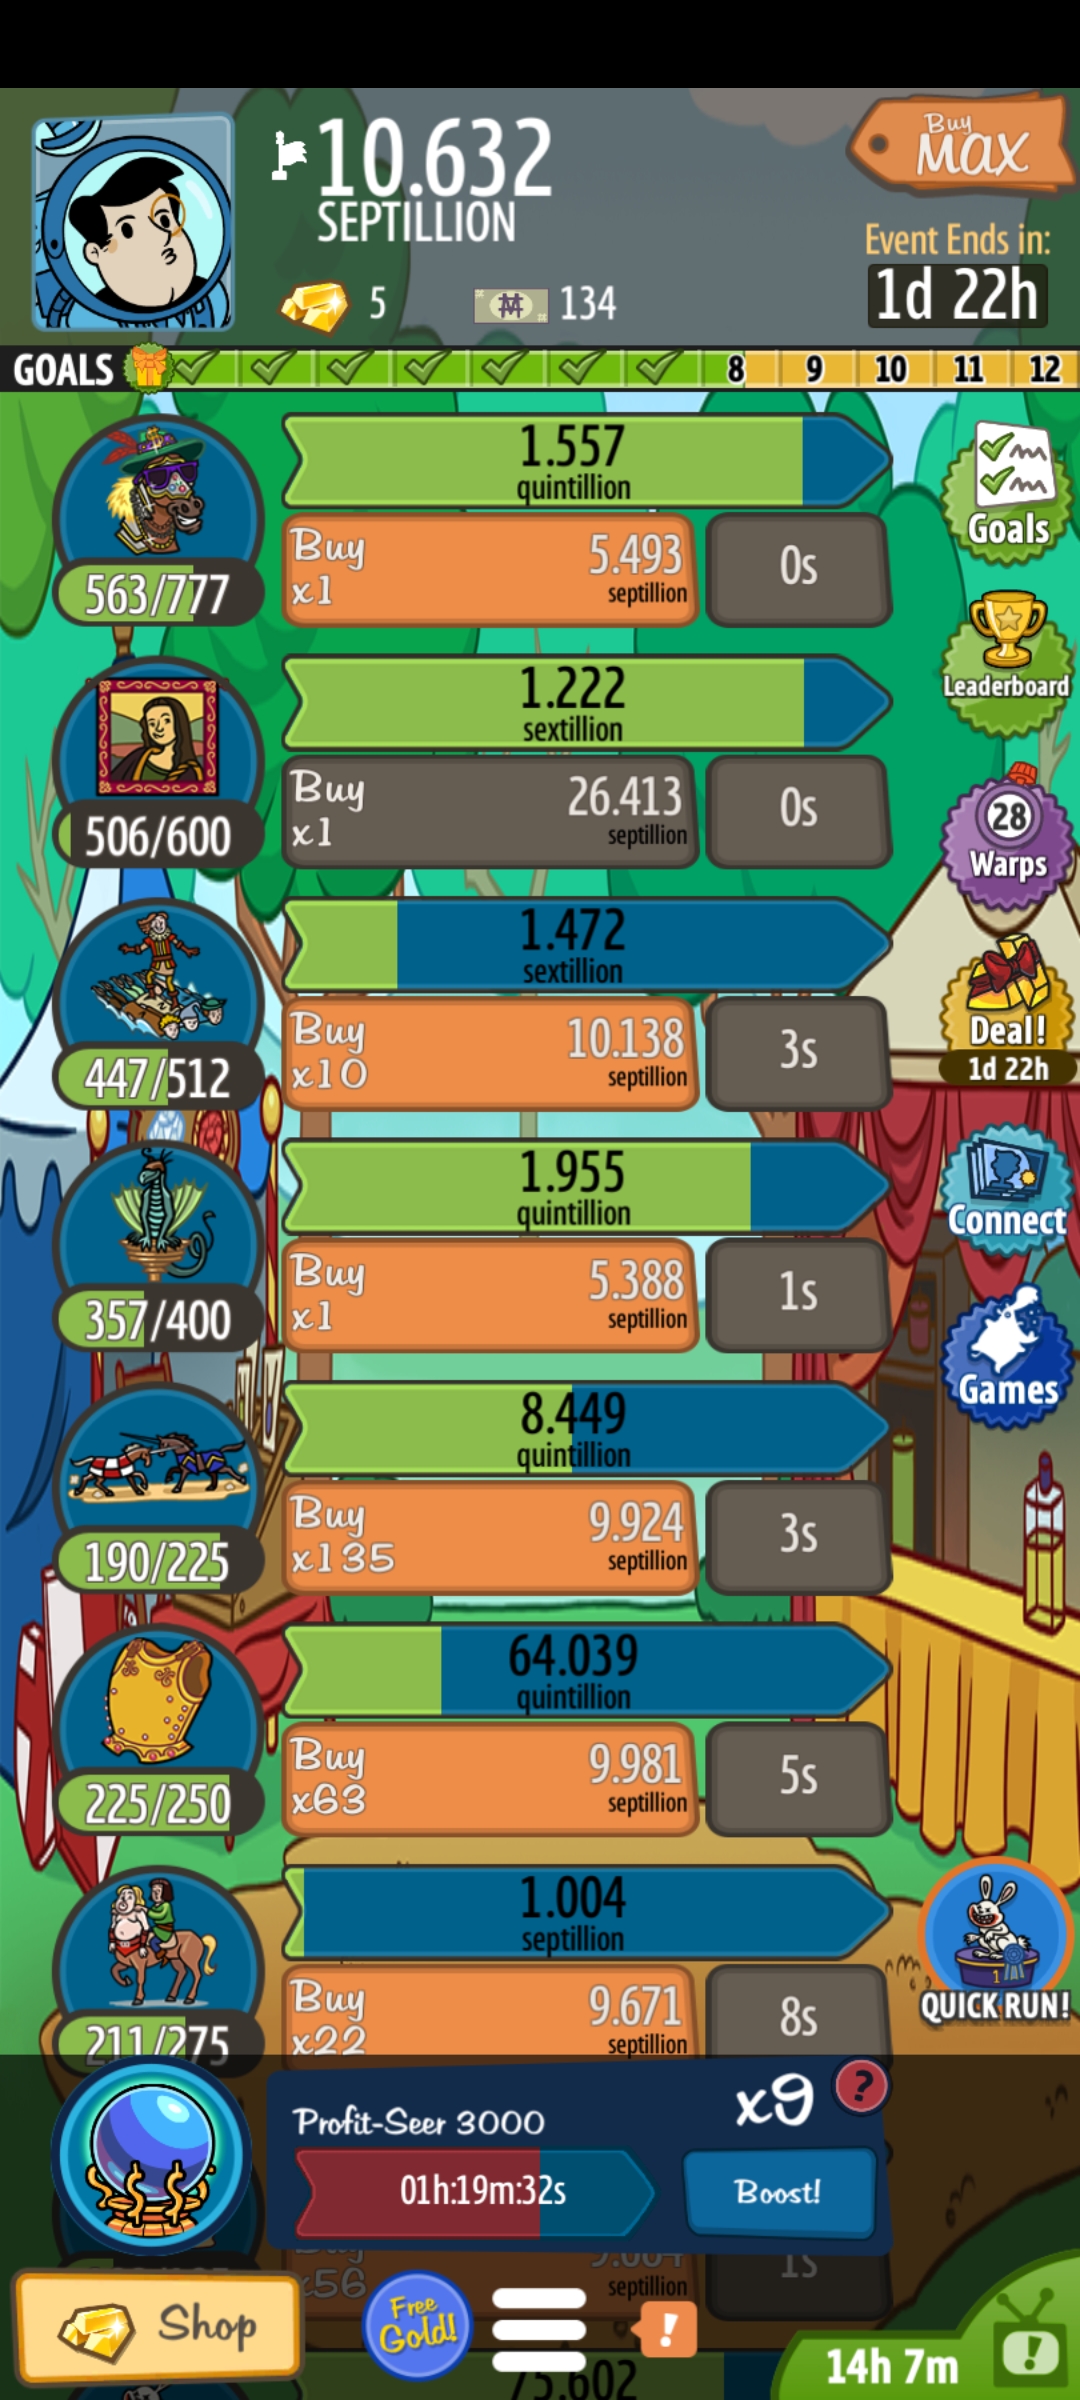 10.632
SEPTILLION
5
134
Buy
MAX
Event Ends in:
1d 22h
GOALS
8 9 10 11 12
1.557
quintillion
563/777
Buy
x1
5.493
septillion
0s
Goals
Leaderboard
1.222
sextillion
506/600
Buy
x1
26.413
septillion
0s
28
Warps
1.472
sextillion
447/512
Buy
x10
10.138
septillion
3s
Deal!
1d 22h
1.955
quintillion
357/400
Buy
x1
5.388
septillion
1s
Connect
Games
8.449
quintillion
190/225
Buy
x135
9.924
septillion
3s
64.039
quintillion
225/250
Buy
x63
9.981
septillion
5s
1.004
septillion
211/275
Buy
x22
9.671
septillion
8s
1
QUICK RUN!
Profit-Seer 3000
x9
?
01h:19m:32s
Boost!
Buy
x56
septillion
1s
Shop
Free
Gold!
!
14h 7m
!
75.602